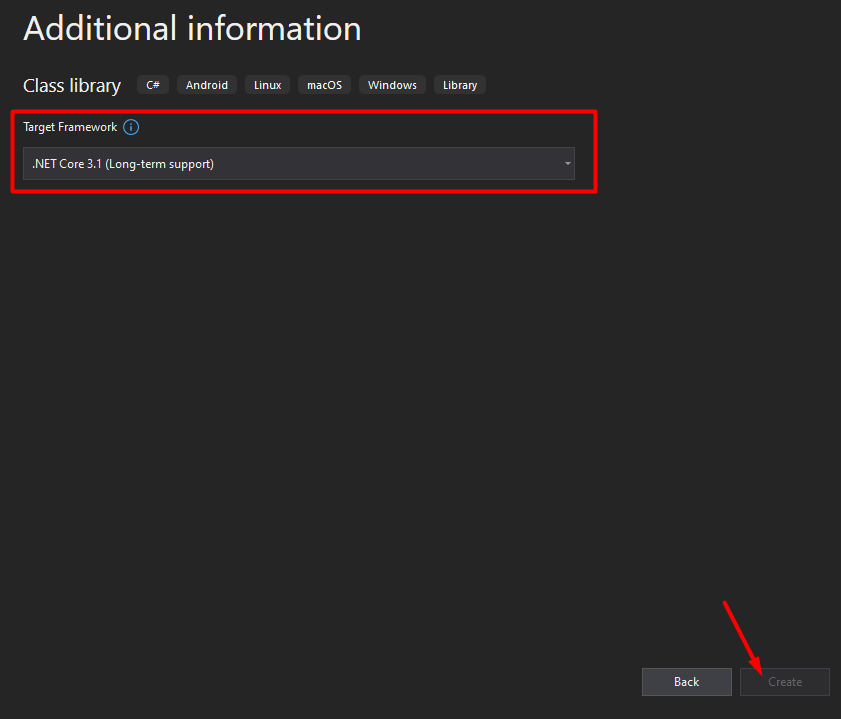 Additional information
Class library C# Android Linux macOS Windows Library
Target Framework
.NET Core 3.1 (Long-term support)
Back Create